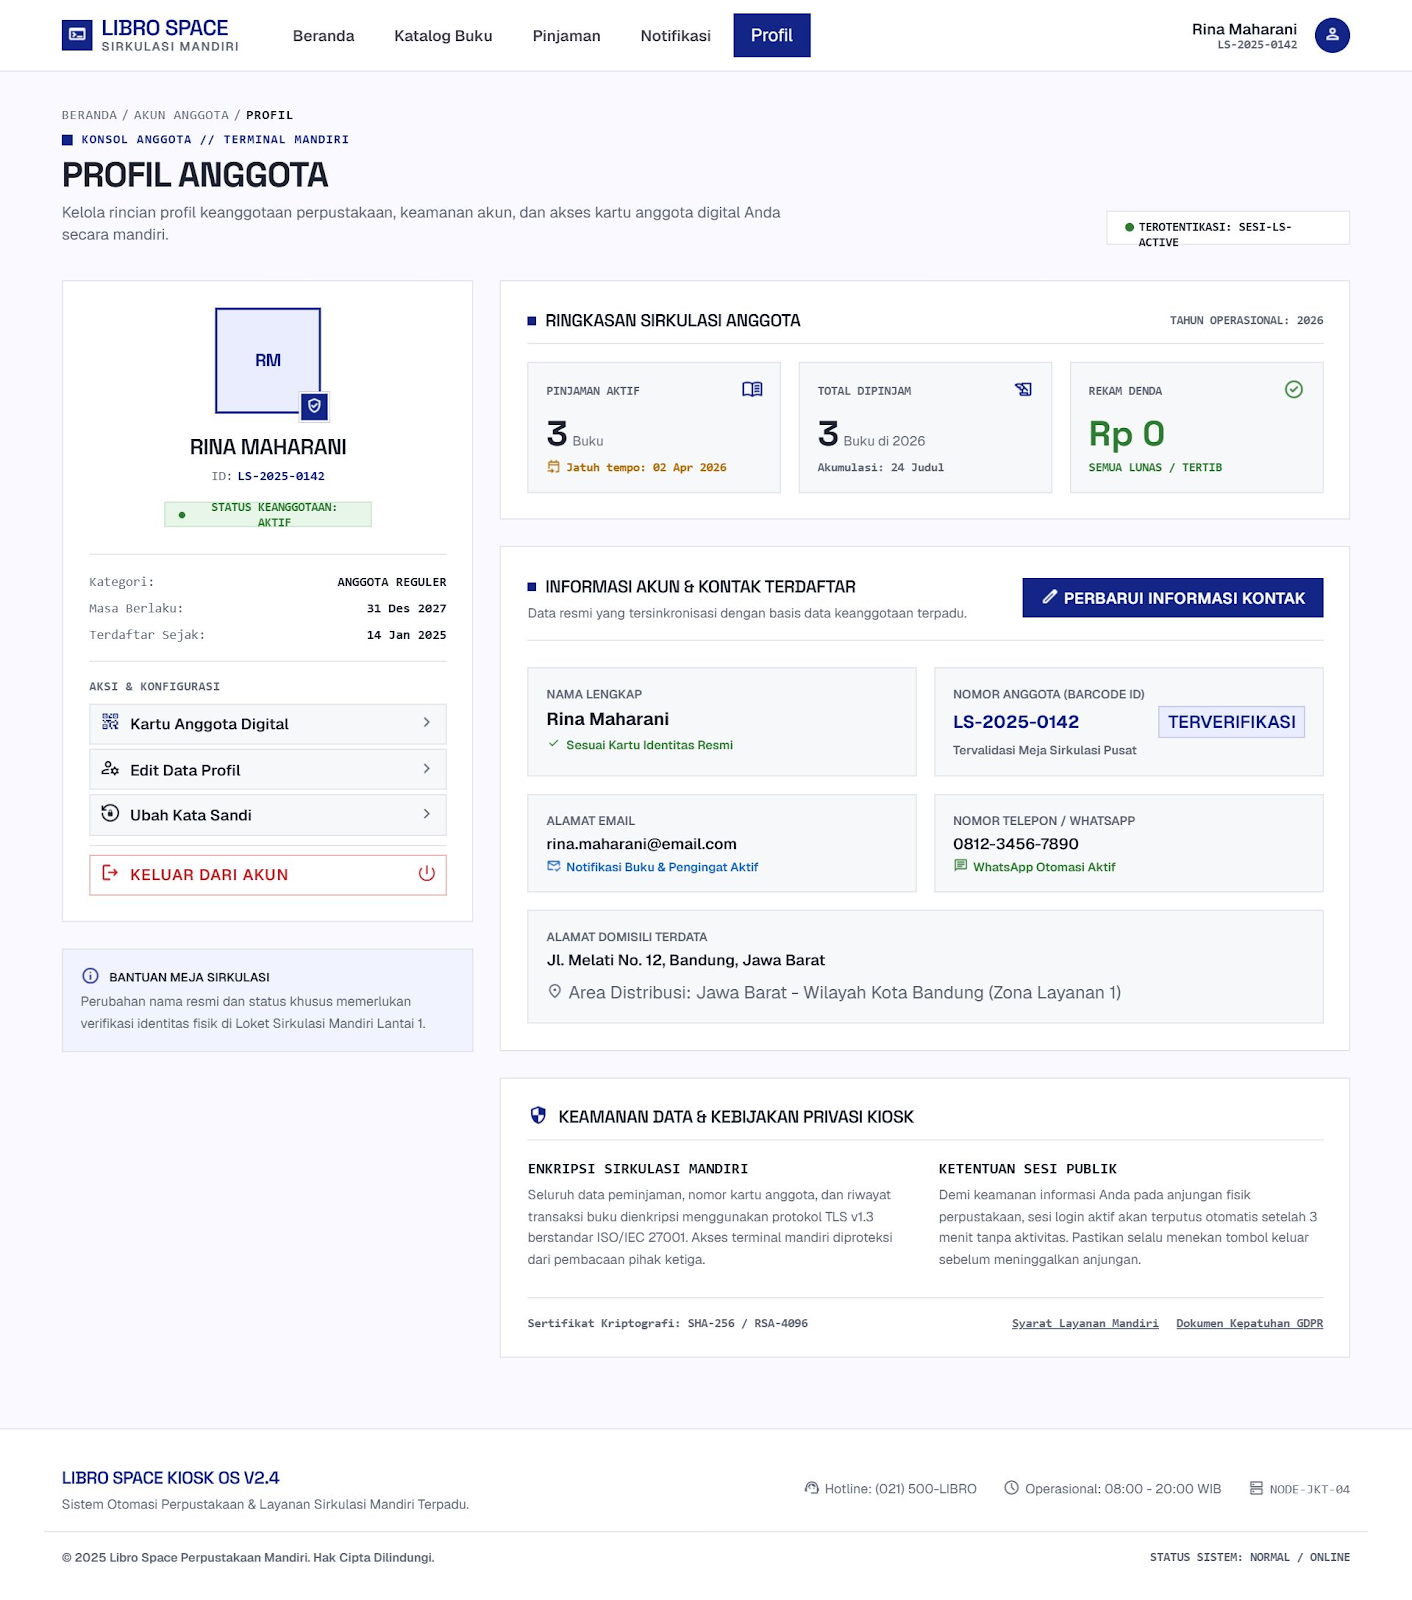 LIBRO SPACE
SIRKULASI MANDIRI
Beranda
Katalog Buku
Pinjaman
Notifikasi
Profil
Rina Maharani
LS-2025-0142
BERANDA / AKUN ANGGOTA / PROFIL
KONSOL ANGGOTA // TERMINAL MANDIRI
PROFIL ANGGOTA
Kelola rincian profil keanggotaan perpustakaan, keamanan akun, dan akses kartu anggota digital Anda
secara mandiri.
TEROTENTIKASI: SESI-LS-
ACTIVE
RM
RINA MAHARANI
ID: LS-2025-0142
STATUS KEANGGOTAAN:
AKTIF
Kategori: ANGGOTA REGULER
Masa Berlaku: 31 Des 2027
Terdaftar Sejak: 14 Jan 2025
AKSI & KONFIGURASI
Kartu Anggota Digital
Edit Data Profil
Ubah Kata Sandi
KELUAR DARI AKUN
BANTUAN MEJA SIRKULASI
Perubahan nama resmi dan status khusus memerlukan
verifikasi identitas fisik di Loket Sirkulasi Mandiri Lantai 1.
RINGKASAN SIRKULASI ANGGOTA
TAHUN OPERASIONAL: 2026
PINJAMAN AKTIF
3 Buku
Jatuh tempo: 02 Apr 2026
TOTAL DIPINJAM
3 Buku di 2026
Akumulasi: 24 Judul
REKAM DENDA
Rp 0
SEMUA LUNAS / TERTIB
INFORMASI AKUN & KONTAK TERDAFTAR
Data resmi yang tersinkronisasi dengan basis data keanggotaan terpadu.
PERBARUI INFORMASI KONTAK
NAMA LENGKAP
Rina Maharani
Sesuai Kartu Identitas Resmi
NOMOR ANGGOTA (BARCODE ID)
LS-2025-0142
TERVERIFIKASI
Tervalidasi Meja Sirkulasi Pusat
ALAMAT EMAIL
rina.maharani@email.com
Notifikasi Buku & Pengingat Aktif
NOMOR TELEPON / WHATSAPP
0812-3456-7890
WhatsApp Otomasi Aktif
ALAMAT DOMISILI TERDATA
Jl. Melati No. 12, Bandung, Jawa Barat
Area Distribusi: Jawa Barat - Wilayah Kota Bandung (Zona Layanan 1)
KEAMANAN DATA & KEBIJAKAN PRIVASI KIOSK
ENKRIPSI SIRKULASI MANDIRI
Seluruh data peminjaman, nomor kartu anggota, dan riwayat
transaksi buku dienkripsi menggunakan protokol TLS v1.3
berstandar ISO/IEC 27001. Akses terminal mandiri diproteksi
dari pembacaan pihak ketiga.
KETENTUAN SESI PUBLIK
Demi keamanan informasi Anda pada anjungan fisik
perpustakaan, sesi login aktif akan terputus otomatis setelah 3
menit tanpa aktivitas. Pastikan selalu menekan tombol keluar
sebelum meninggalkan anjungan.
Sertifikat Kriptografi: SHA-256 / RSA-4096
Syarat Layanan Mandiri
Dokumen Kepatuhan GDPR
LIBRO SPACE KIOSK OS V2.4
Sistem Otomasi Perpustakaan & Layanan Sirkulasi Mandiri Terpadu.
Hotline: (021) 500-LIBRO
Operasional: 08:00 - 20:00 WIB
NODE-JKT-04
© 2025 Libro Space Perpustakaan Mandiri. Hak Cipta Dilindungi.
STATUS SISTEM: NORMAL / ONLINE